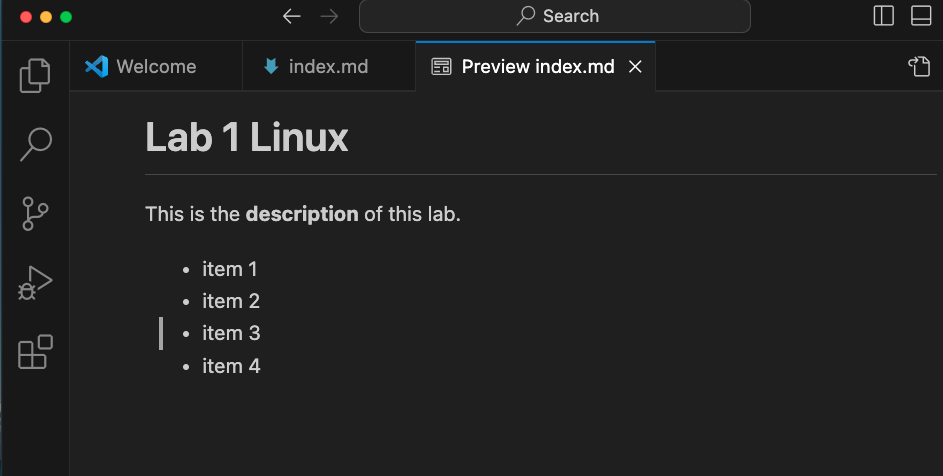 Search
Welcome
index.md
Preview index.md
Lab 1 Linux
This is the description of this lab.
item 1
item 2
item 3
item 4